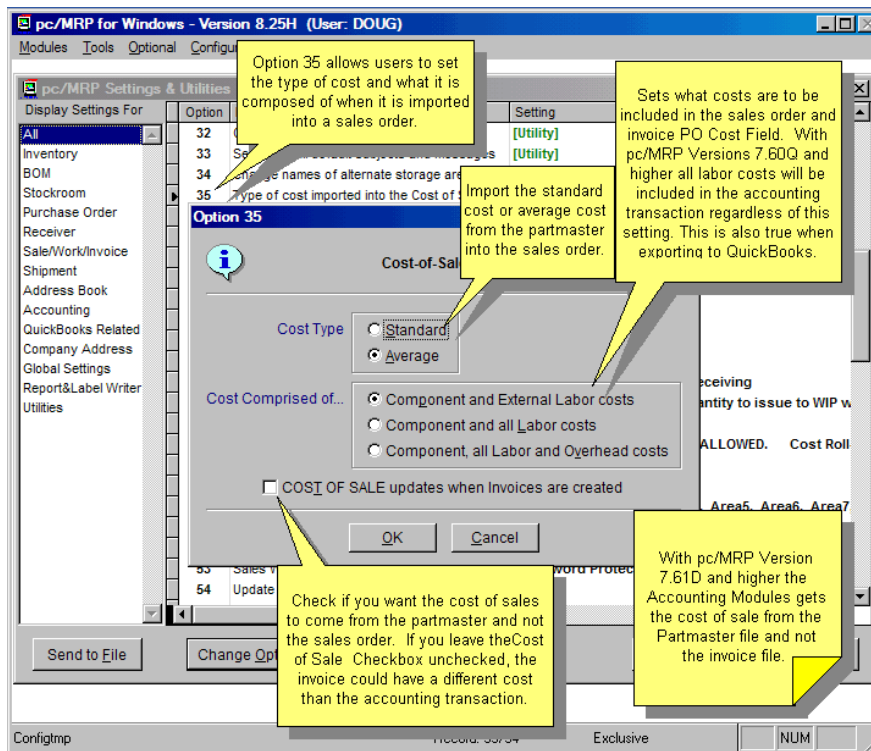 pc/MRP for Windows - Version 8.25H (User: DOUG)
Modules Tools Optional
Option 35 allows users to set
the type of cost and what it is
composed of when it is imported
into a sales order.
pc/MRP Settings & Utilities
Display Settings For
Option
Setting
All
Inventory
BOM
Stockroom
Purchase Order
Receiver
Sale/Work/Invoice
Shipment
Address Book
Accounting
QuickBooks Related
Company Address
Global Settings
Report&Label Writer
Utilities
32 [Utility]
33 [Utility]
34 names of alternate storage
35 Type of cost imported into the Cost of
Sets what costs are to be
included in the sales order and
invoice PO Cost Field. With
pc/MRP Versions 7.60Q and
higher all labor costs will be
included in the accounting
transaction regardless of this
setting. This is also true when
exporting to QuickBooks.
Import the standard
cost or average cost
from the partmaster
into the sales order.
Option 35
Cost-of-Sale
Cost Type
Standard
Average
Cost Comprised of...
Component and External Labor costs
Component and all Labor costs
Component, all Labor and Overhead costs
COST OF SALE updates when Invoices are created
OK Cancel
to issue to WIP
ALLOWED. Cost
Area5, Area6, Area7
53 Sales
54 Update
Check if you want the cost of sales
to come from the partmaster and not
the sales order. If you leave theCost
of Sale Checkbox unchecked, the
invoice could have a different cost
than the accounting transaction.
With pc/MRP Version
7.61D and higher the
Accounting Modules gets
the cost of sale from the
Partmaster file and not
the invoice file.
Send to File
Change
Configtmp
Exclusive
NUM